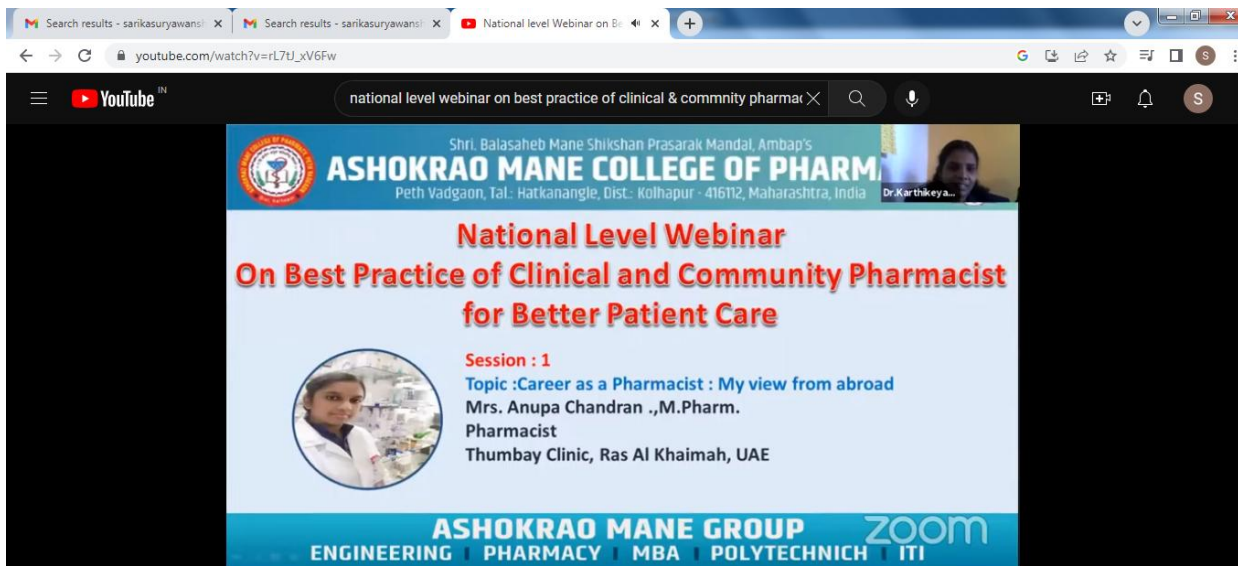 Search results - sarikasuryawansh
Search results - sarikasuryawansh
National level Webinar on Be
youtube.com/watch?v=rL7tJ_xV6Fw
YouTube IN
national level webinar on best practice of clinical & commnity pharmac
S
S
Shri. Balasaheb Mane Shikshan Prasarak Mandal, Ambap's
ASHOKRAO MANE COLLEGE OF PHARM
Peth Vadgaon, Tal.: Hatkanangle, Dist.: Kolhapur - 416112, Maharashtra, India
Dr.Karthikeya...
National Level Webinar
On Best Practice of Clinical and Community Pharmacist
for Better Patient Care
Session : 1
Topic :Career as a Pharmacist : My view from abroad
Mrs. Anupa Chandran .,M.Pharm.
Pharmacist
Thumbay Clinic, Ras Al Khaimah, UAE
ASHOKRAO MANE GROUP
zoom
ENGINEERING I PHARMACY I MBA I POLYTECHNICH I ITI